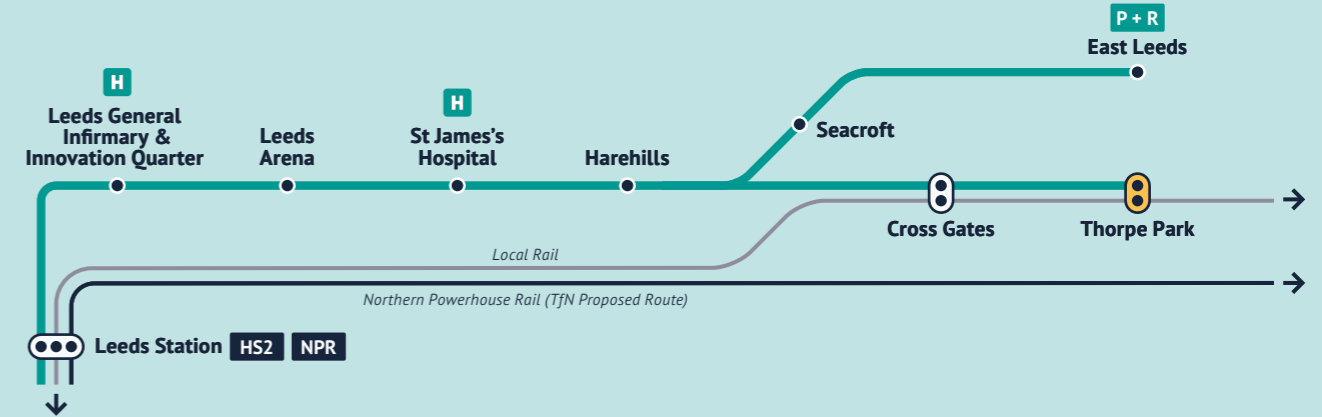 P + R
East Leeds
H
Leeds General
Infirmary &
Innovation Quarter
Leeds
Arena
H
St James's
Hospital
Harehills
Seacroft
Cross Gates
Thorpe Park
Local Rail
Northern Powerhouse Rail (TfN Proposed Route)
Leeds Station HS2 NPR